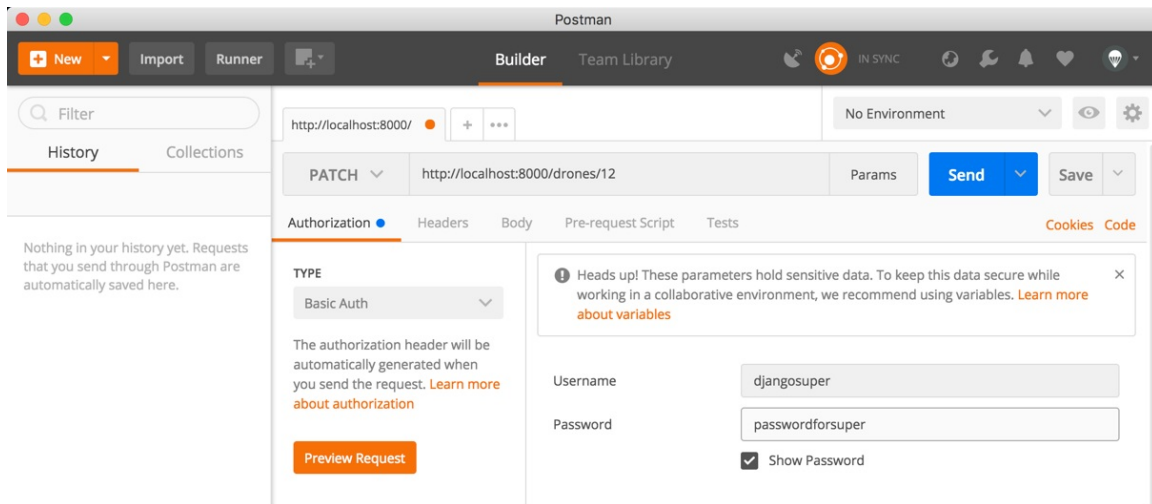 Postman
New
Import
Runner
Builder
Team Library
IN SYNC
Filter
History
Collections
Nothing in your history yet. Requests
that you send through Postman are
automatically saved here.
http://localhost:8000/
No Environment
PATCH
http://localhost:8000/drones/12
Params
Send
Save
Authorization
Headers
Body
Pre-request Script
Tests
Cookies
Code
TYPE
Basic Auth
The authorization header will be
automatically generated when
you send the request. Learn more
about authorization
Preview Request
Heads up! These parameters hold sensitive data. To keep this data secure while
working in a collaborative environment, we recommend using variables. Learn more
about variables
Username
djangosuper
Password
passwordforsuper
Show Password